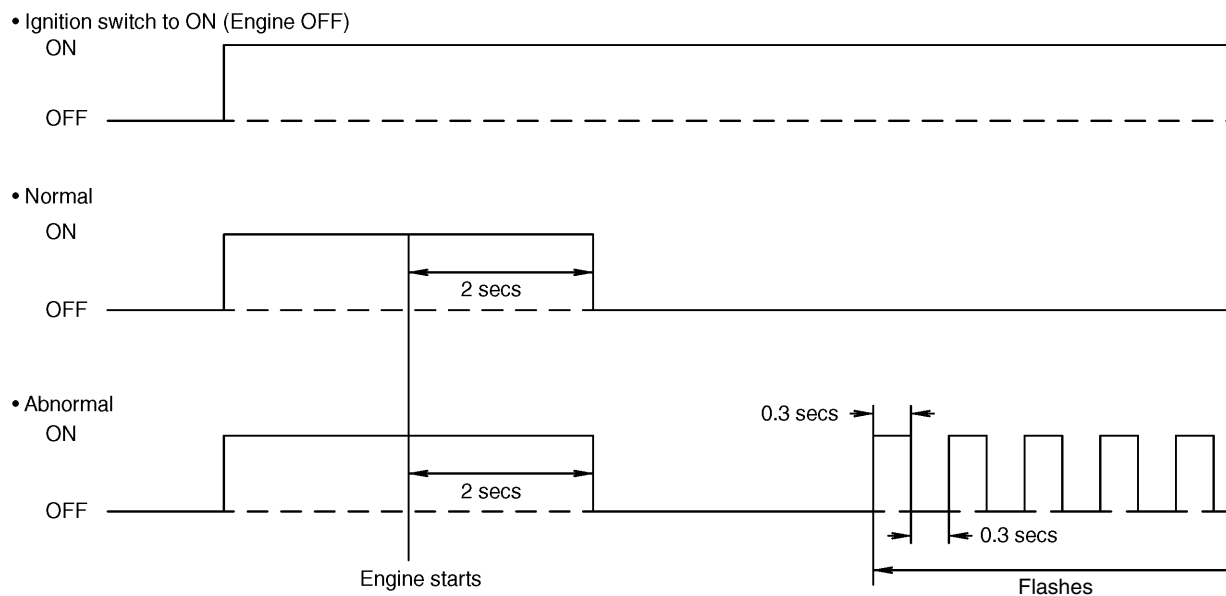 • Ignition switch to ON (Engine OFF)
ON
OFF
• Normal
ON
2 secs
OFF
• Abnormal
ON
0.3 secs
2 secs
OFF
0.3 secs
Engine starts
Flashes